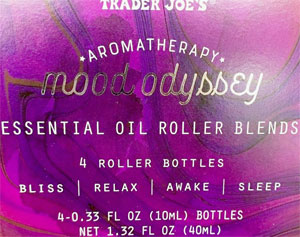 TRADER JOE'S
AROMATHERAPY
mood odyssey
ESSENTIAL OIL ROLLER BLENDS
4 ROLLER BOTTLES
BLISS | RELAX | AWAKE | SLEEP
4-0.33 FL OZ (10mL) BOTTLES
NET 1.32 FL OZ (40mL)